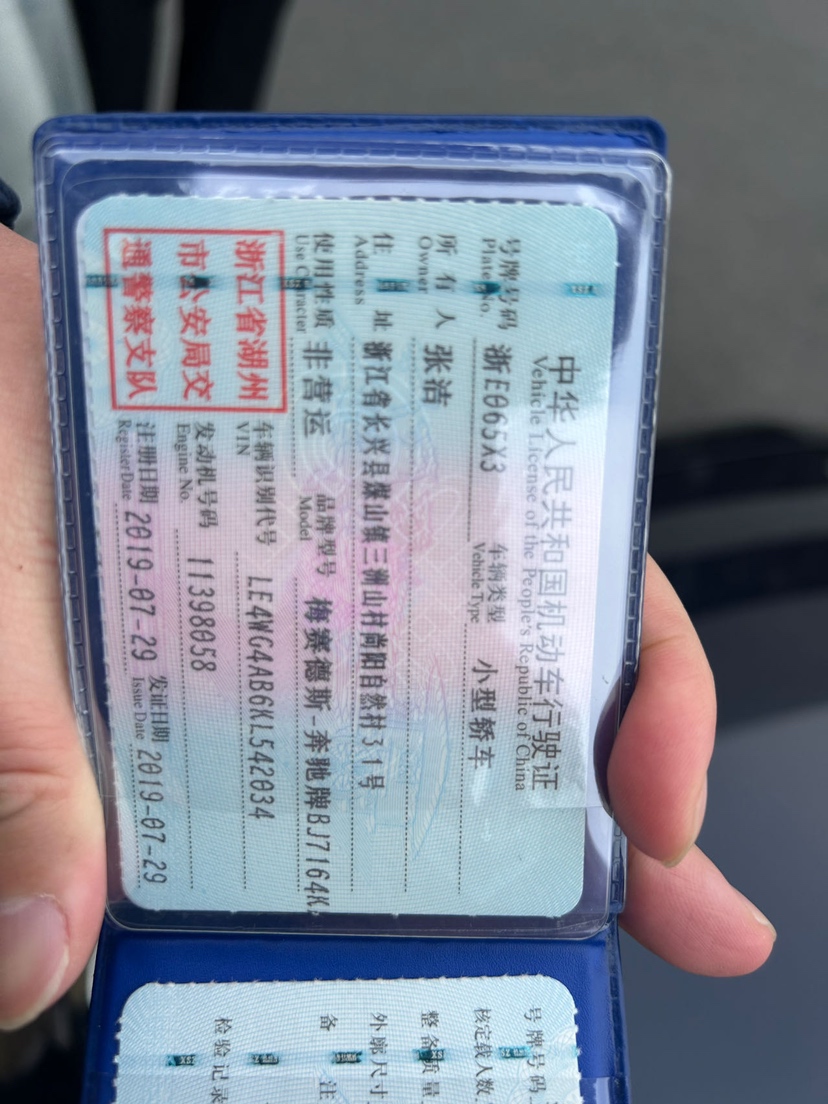 中华人民共和国机动车行驶证
Vehicle License of the People's Republic of China
号牌号码 浙E065X3 车辆类型 小型轿车
Plate No. Vehicle Type
所有人 张洁
Owner
住址 浙江省长兴县煤山镇三洲山村尚阳自然村31号
Address
使用性质 非营运 品牌型号 梅赛德斯-奔驰牌BJ7164K
Use Character Model
浙江省湖州
市公安局交
通警察支队
车辆识别代号 LE4WG4AB6KL542034
VIN
发动机号码 11398058
Engine No.
注册日期 2019-07-29 发证日期 2019-07-29
Register Date Issue Date
号牌号码
核定载人数
整备质量
外廓尺寸
备注
检验记录